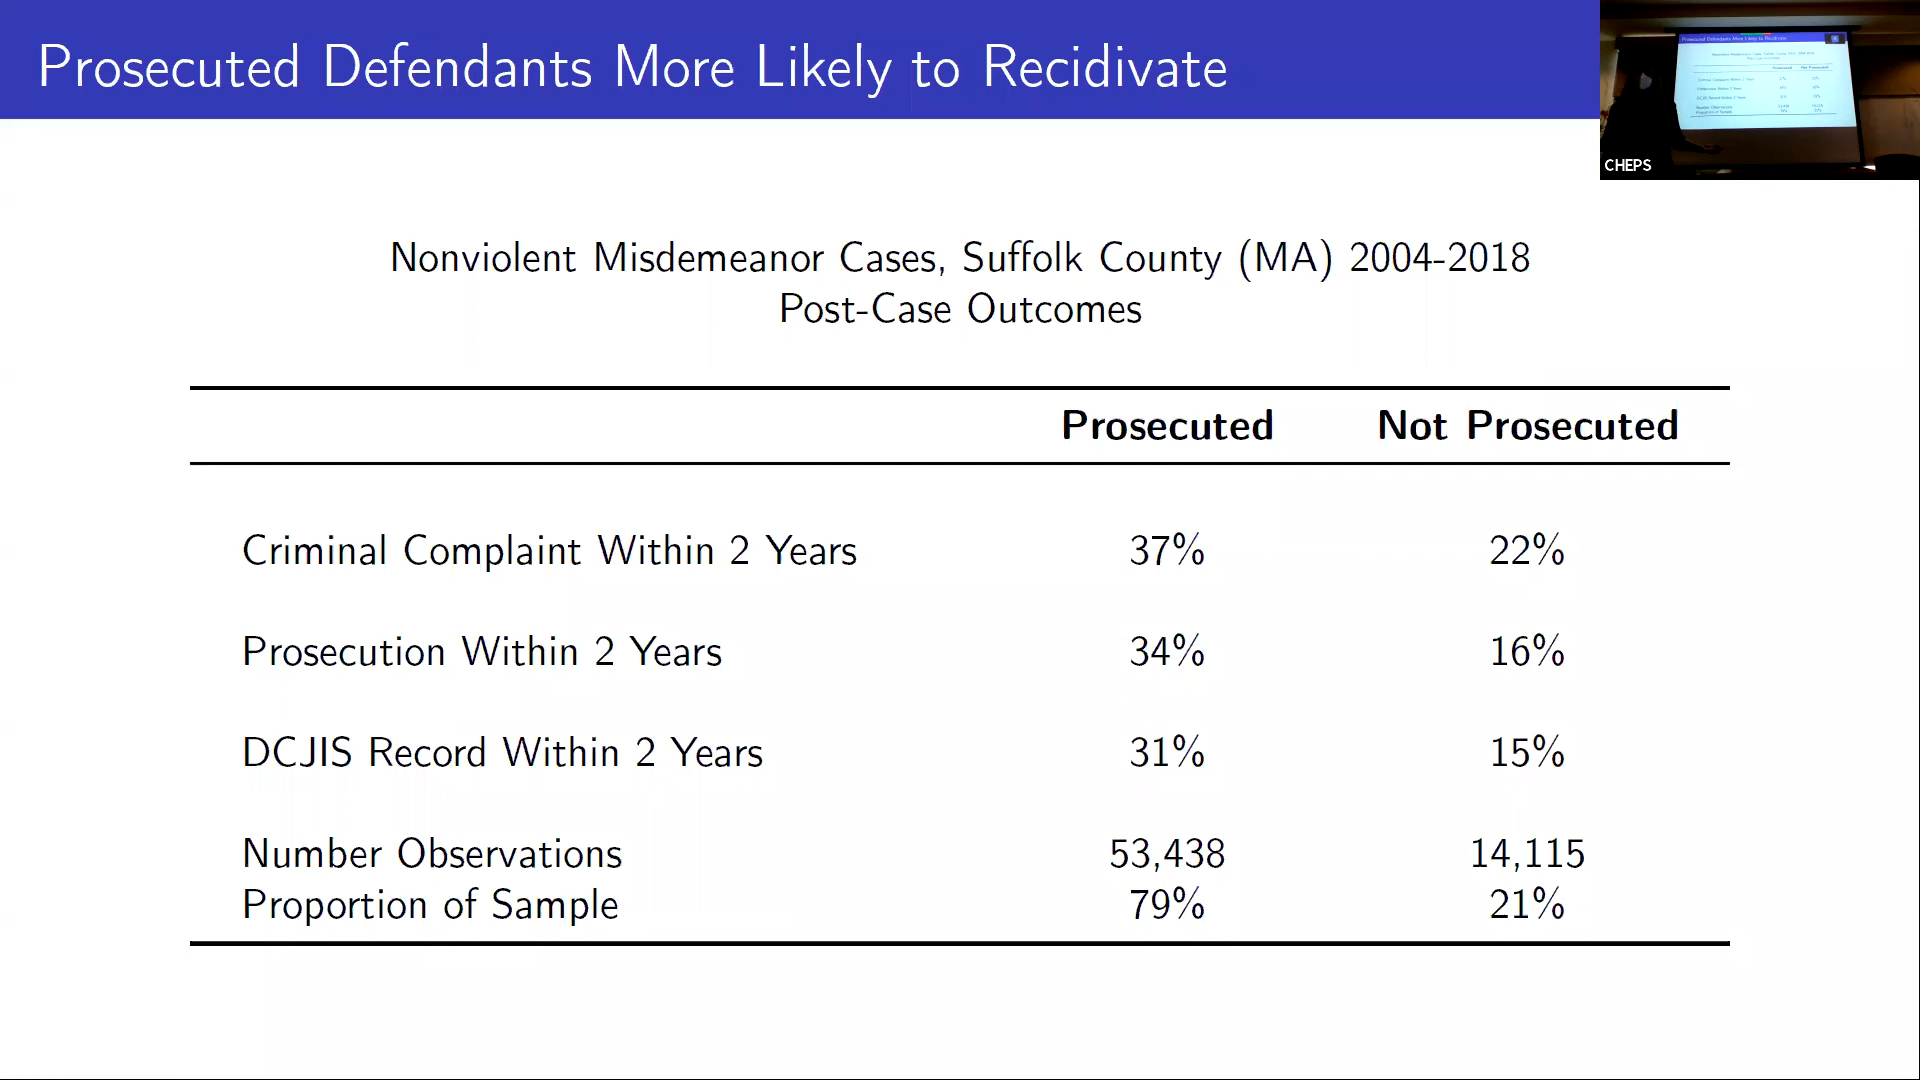 Prosecuted Defendants More Likely to Recidivate
CHEPS
Nonviolent Misdemeanor Cases, Suffolk County (MA) 2004-2018
Post-Case Outcomes
Prosecuted Not Prosecuted
Criminal Complaint Within 2 Years 37% 22%
Prosecution Within 2 Years 34% 16%
DCJIS Record Within 2 Years 31% 15%
Number Observations 53,438 14,115
Proportion of Sample 79% 21%